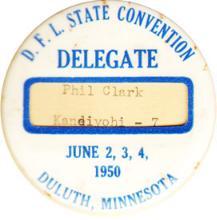 D. F. L. STATE CONVENTION
DELEGATE
Phil Clark
Kandiyohi - 7
JUNE 2, 3, 4,
1950
DULUTH, MINNESOTA